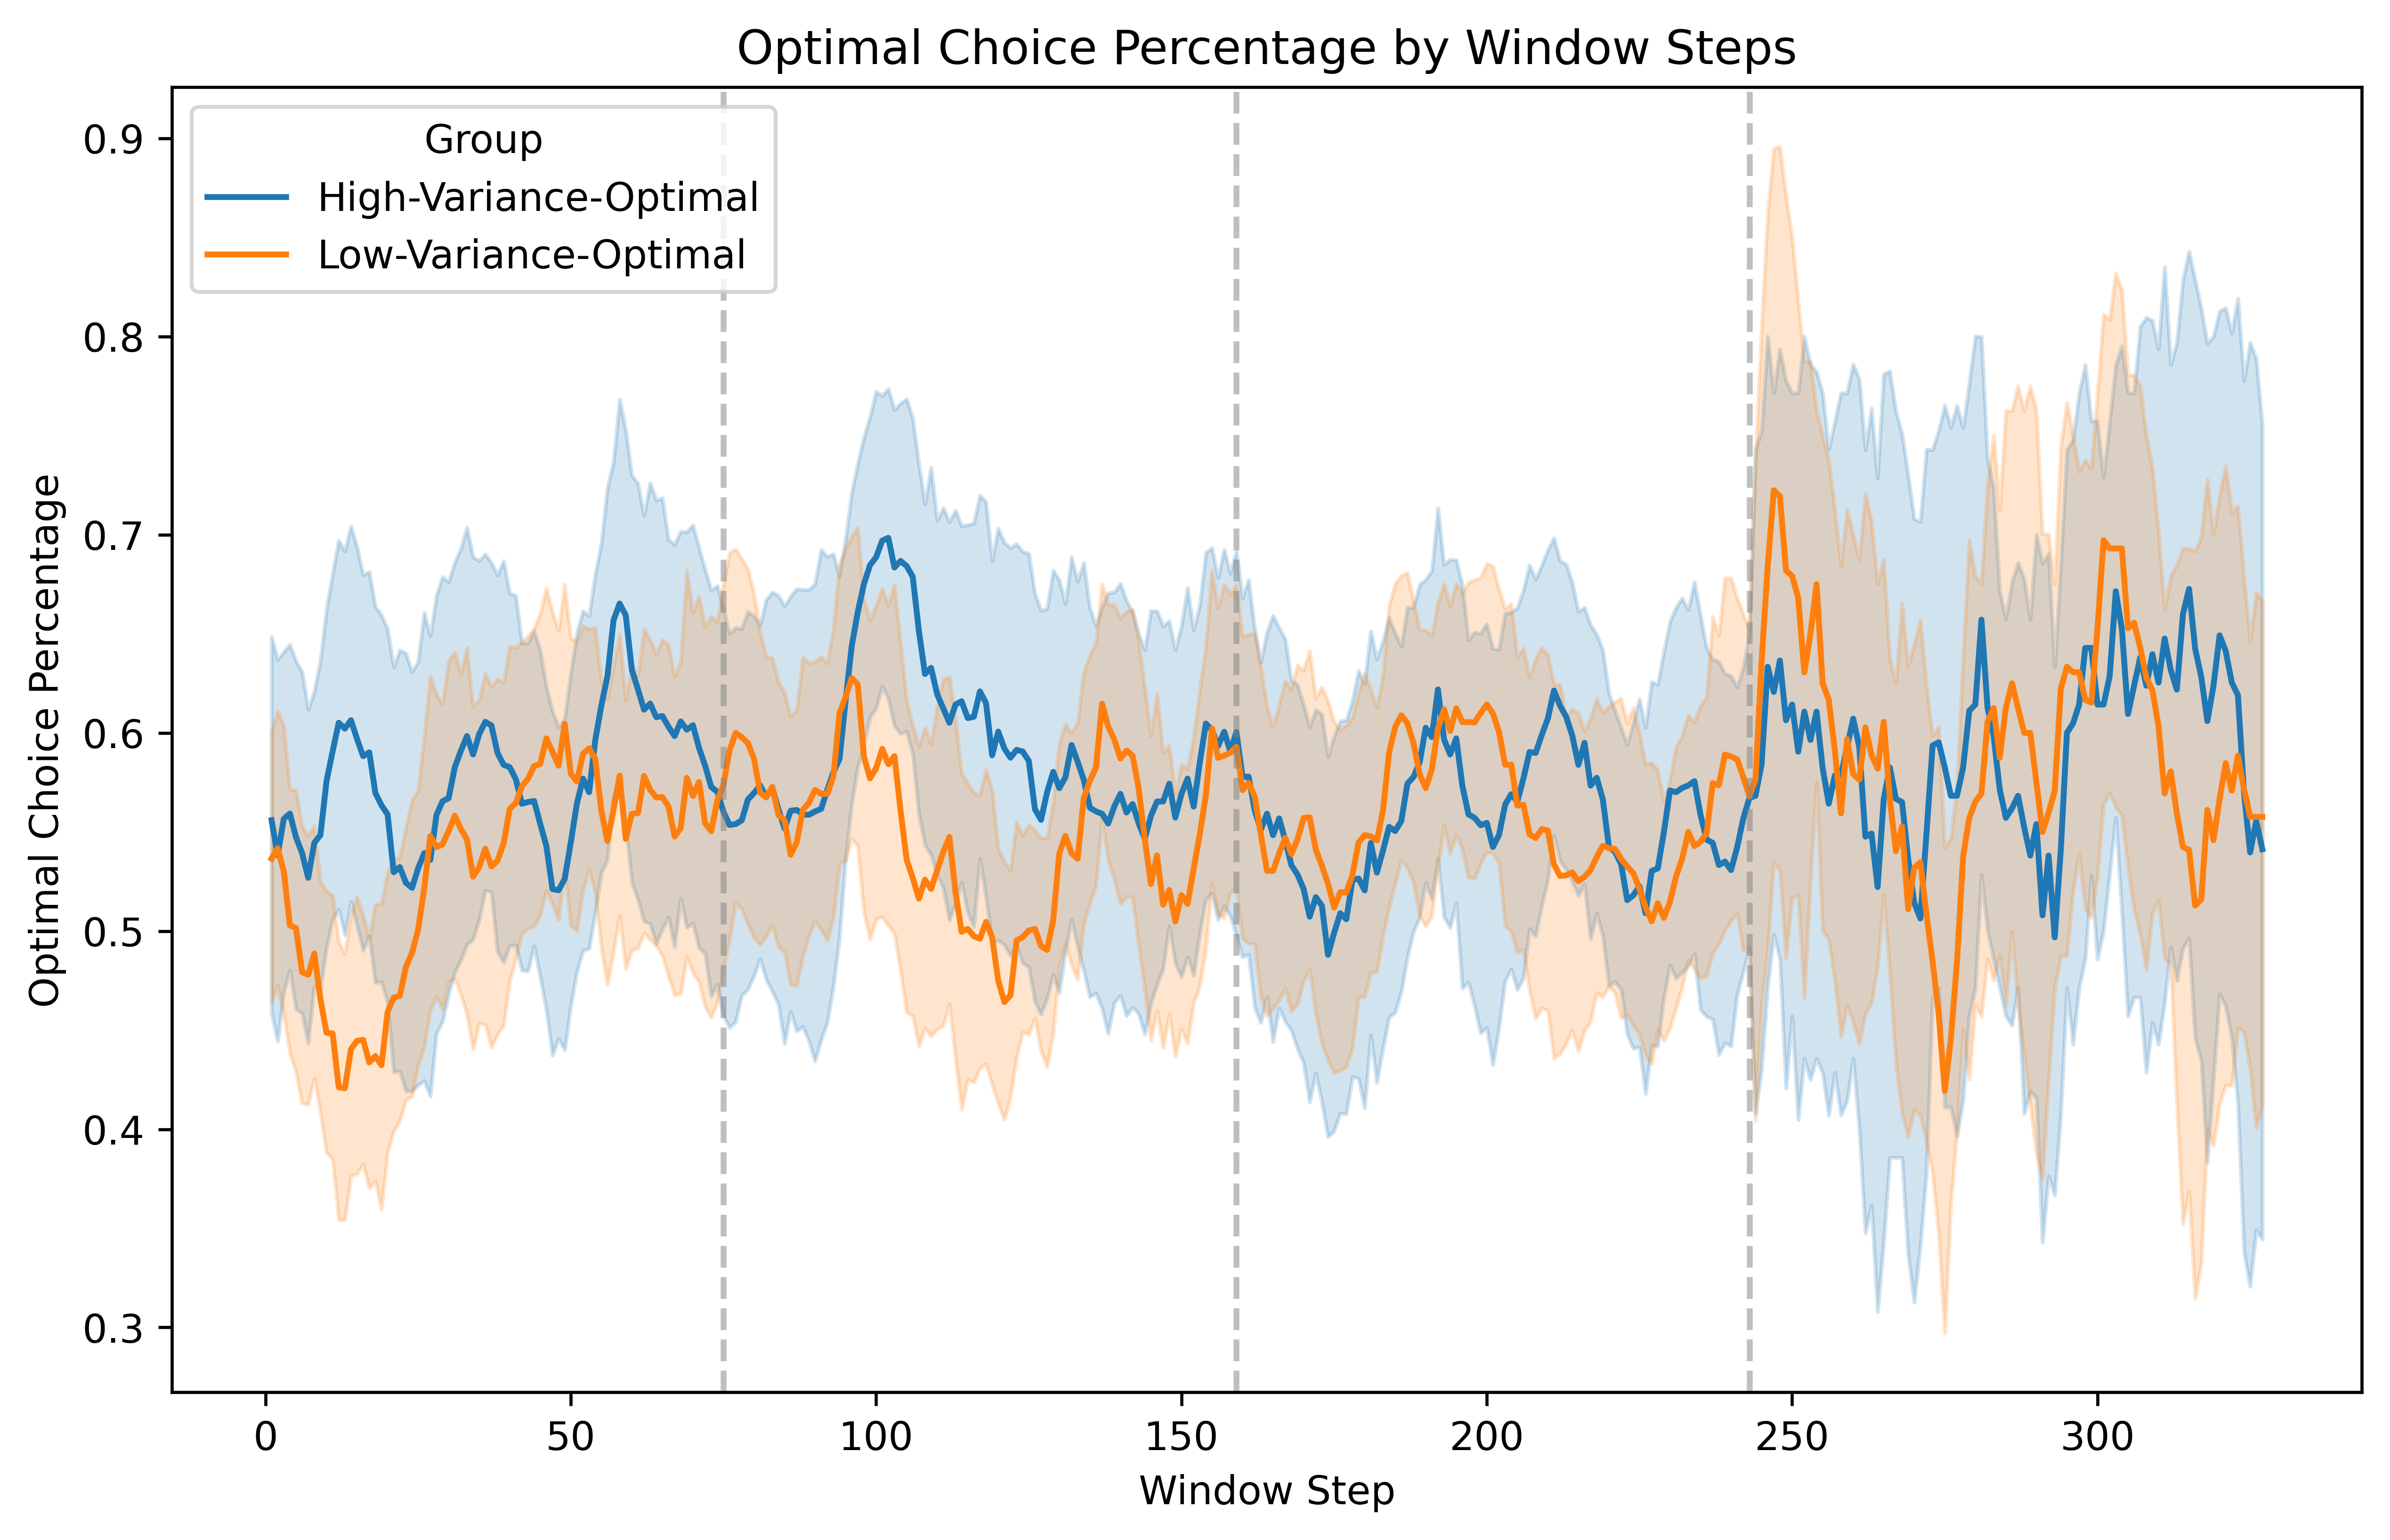 Optimal Choice Percentage by Window Steps
Group
High-Variance-Optimal
Low-Variance-Optimal
Optimal Choice Percentage
0.9
0.8
0.7
0.6
0.5
0.4
0.3
0 50 100 150 200 250 300
Window Step